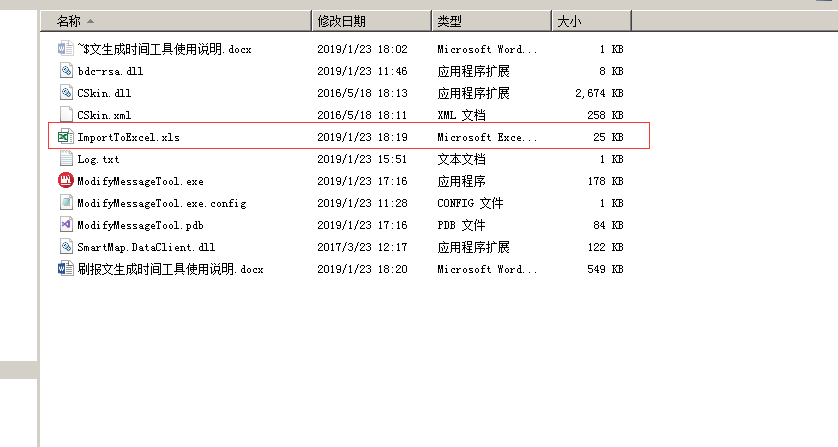 名称 修改日期 类型 大小
~$文生成时间工具使用说明.docx 2019/1/23 18:02 Microsoft Word... 1 KB
bdc-rsa.dll 2019/1/23 11:46 应用程序扩展 8 KB
CSkin.dll 2016/5/18 18:13 应用程序扩展 2,674 KB
CSkin.xml 2016/5/18 18:11 XML 文档 258 KB
ImportToExcel.xls 2019/1/23 18:19 Microsoft Exce... 25 KB
Log.txt 2019/1/23 15:51 文本文档 1 KB
ModifyMessageTool.exe 2019/1/23 17:16 应用程序 178 KB
ModifyMessageTool.exe.config 2019/1/23 11:28 CONFIG 文件 1 KB
ModifyMessageTool.pdb 2019/1/23 17:16 PDB 文件 84 KB
SmartMap.DataClient.dll 2017/3/23 12:17 应用程序扩展 122 KB
刷报文生成时间工具使用说明.docx 2019/1/23 18:20 Microsoft Word... 549 KB